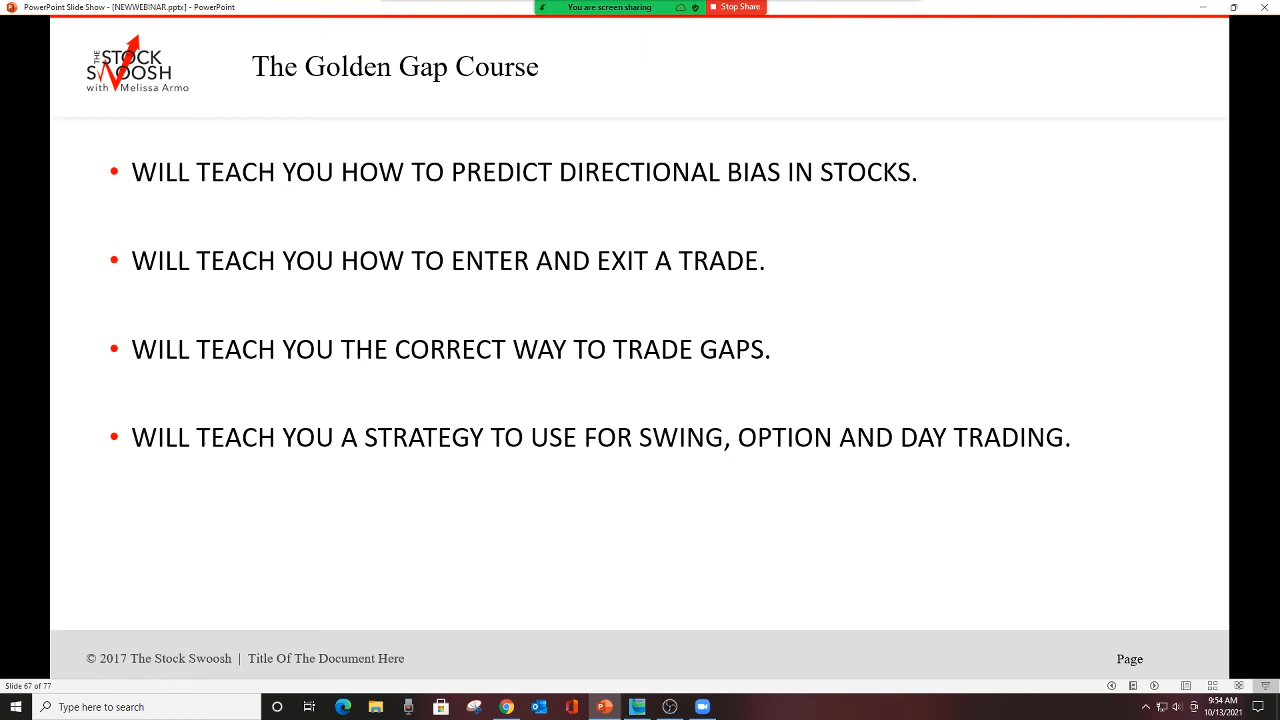 PowerPoint Slide Show - [NEWWEBINAR.pptx] - PowerPoint
You are screen sharing
Stop Share
THE STOCK SWOOSH
with Melissa Armo
The Golden Gap Course
• WILL TEACH YOU HOW TO PREDICT DIRECTIONAL BIAS IN STOCKS.
• WILL TEACH YOU HOW TO ENTER AND EXIT A TRADE.
• WILL TEACH YOU THE CORRECT WAY TO TRADE GAPS.
• WILL TEACH YOU A STRATEGY TO USE FOR SWING, OPTION AND DAY TRADING.
© 2017 The Stock Swoosh | Title Of The Document Here
Page
Slide 67 of 77
Type here to search
9:54 AM
10/13/2021